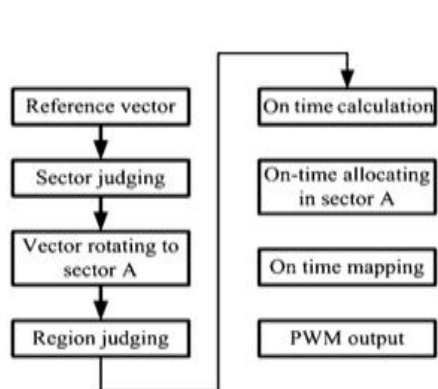 Reference vector
Sector judging
Vector rotating to
sector A
Region judging
On time calculation
On-time allocating
in sector A
On time mapping
PWM output